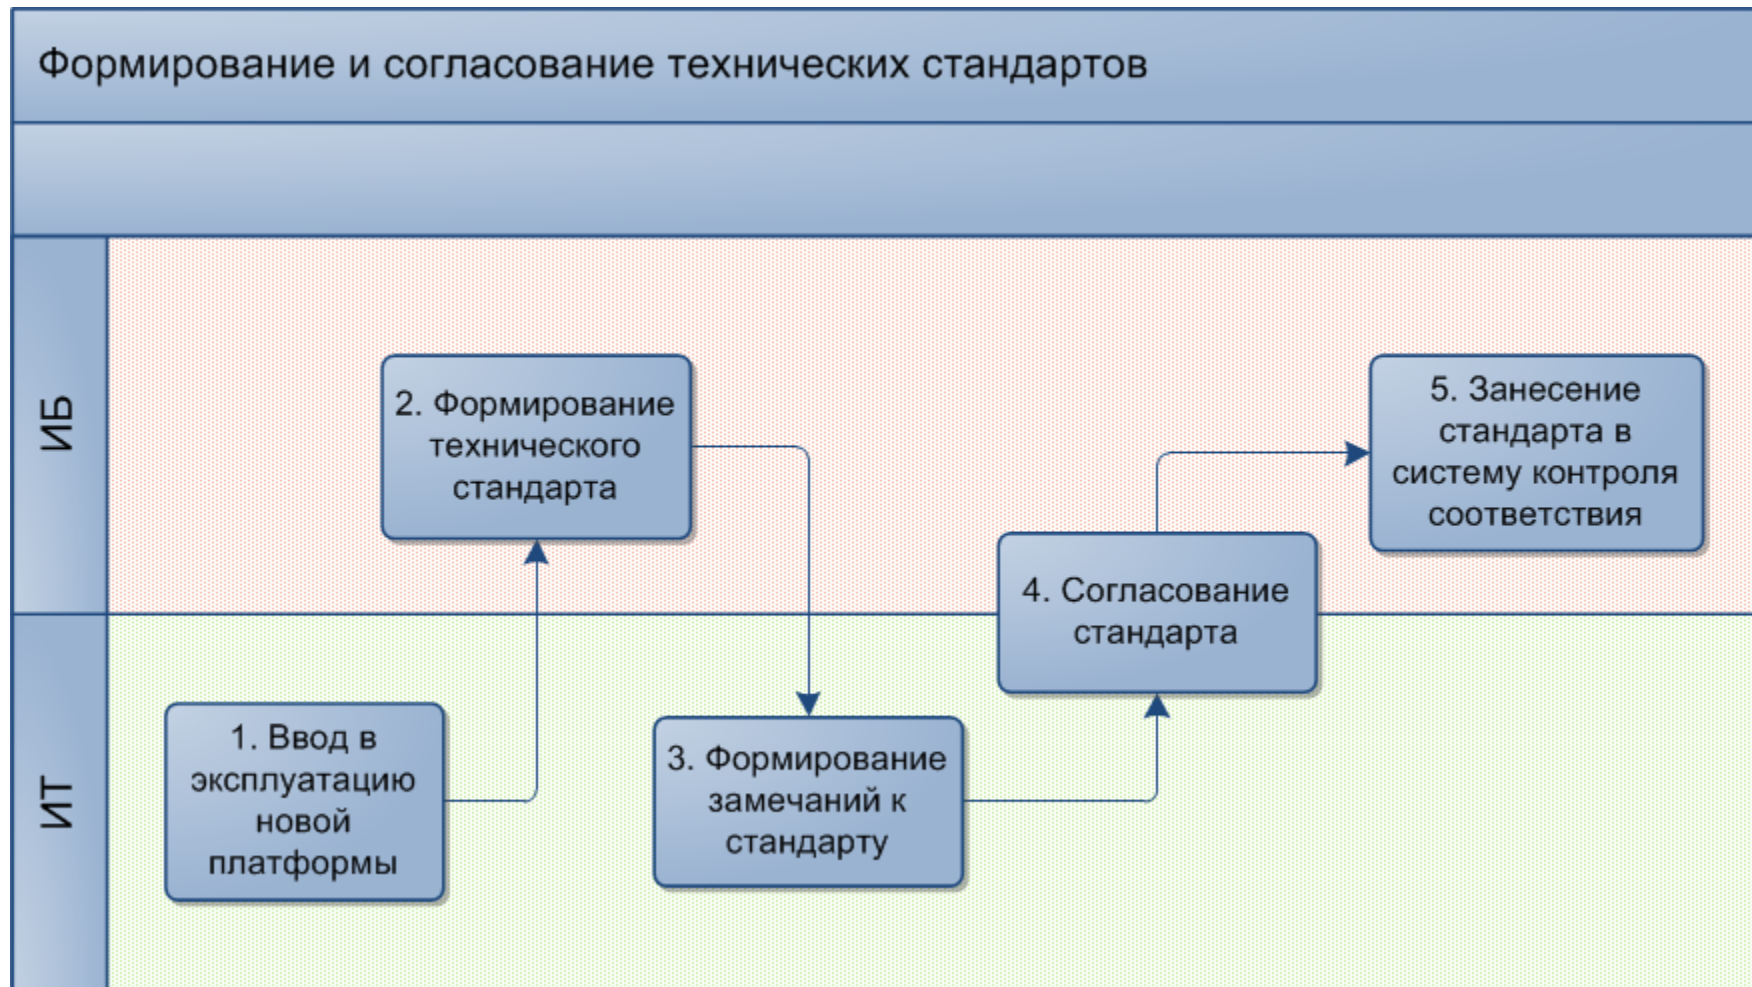 Формирование и согласование технических стандартов
ИБ
2. Формирование
технического
стандарта
5. Занесение
стандарта в
систему контроля
соответствия
4. Согласование
стандарта
ИТ
1. Ввод в
эксплуатацию
новой
платформы
3. Формирование
замечаний к
стандарту